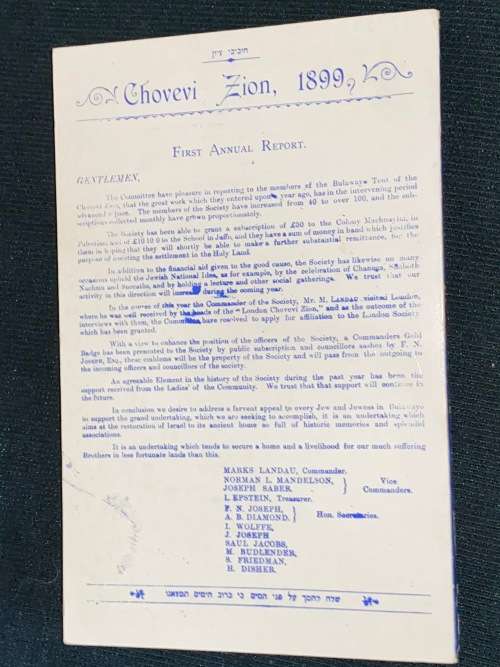 חיבבי ציון
Chovevi Zion, 1899,
FIRST ANNUAL REPORT.
GENTLEMEN,
The Committee have pleasure in reporting to the members of the Bulawayo Tent of the
Chovevi Zion, that the great work which they entered upon year ago, has in the intervening period
advanced a pace. The members of the Society have increased from 40 to over 100, and the sub-
scriptions collected monthly have grown proportionately.
The Society has been able to grant a subscription of £50 to the Colony Machnaim, in
Palestine and of £10 10 0 to the School in Jaffa, and they have a sum of money in band which justifies
them in hoping that they will shortly be able to make a further substantial remittance, for the
purpose of assisting the settlement in the Holy Land.
In addition to the financial aid given to the good cause, the Society has likewise on many
occasions upheld the Jewish National Idea, as for example, by the celebration of Chanuga,
Nachmu and Succoth, and by holding a lecture and other social gatherings. We trust that our
activity in this direction will increase during the coming year.
In the course of this year the Commander of the Society, Mr. M. LANDAU visited London,
where he was well received by the heads of the "London Chovevi Zion," and as the outcome of the
interviews with them, the Committee have resolved to apply for affiliation to the London Society
which has been granted.
With a view to enhance the position of the officers of the Society, a Commanders Gold
Badge has been presented to the Society by public subscription and councillors sashes by F. N.
JOSEPH, Esq., these emblems will be the property of the Society and will pass from the outgoing to
the incoming officers and councillors of the society.
An agreeable Element in the history of the Society during the past year has been the
support received from the Ladies' of the Community. We trust that that support will continue in
the future.
In conclusion we desire to address a fervent appeal to every Jew and Jewess in Bulawayo
to support the grand undertaking, which we are seeking to accomplish, it is an undertaking which
aims at the restoration of Israel to its ancient home so full of historic memories and splendid
associations.
It is an undertaking which tends to secure a home and a livelihood for our much suffering
Brothers in less fortunate lands than this.
MARKS LANDAU, Commander.
NORMAN L. MANDELSON, } Vice
JOSEPH SABER, } Commanders.
I. EPSTEIN, Treasurer.
F. N. JOSEPH, } Hon. Secretaries.
A. B. DIAMOND, }
I. WOLFFE,
J. JOSEPH
SAUL JACOBS,
M. BUDLENDER,
S. FRIEDMAN,
H. DISHER.
שלח לחמך על פני המים כי ברוב הימים תמצאנו